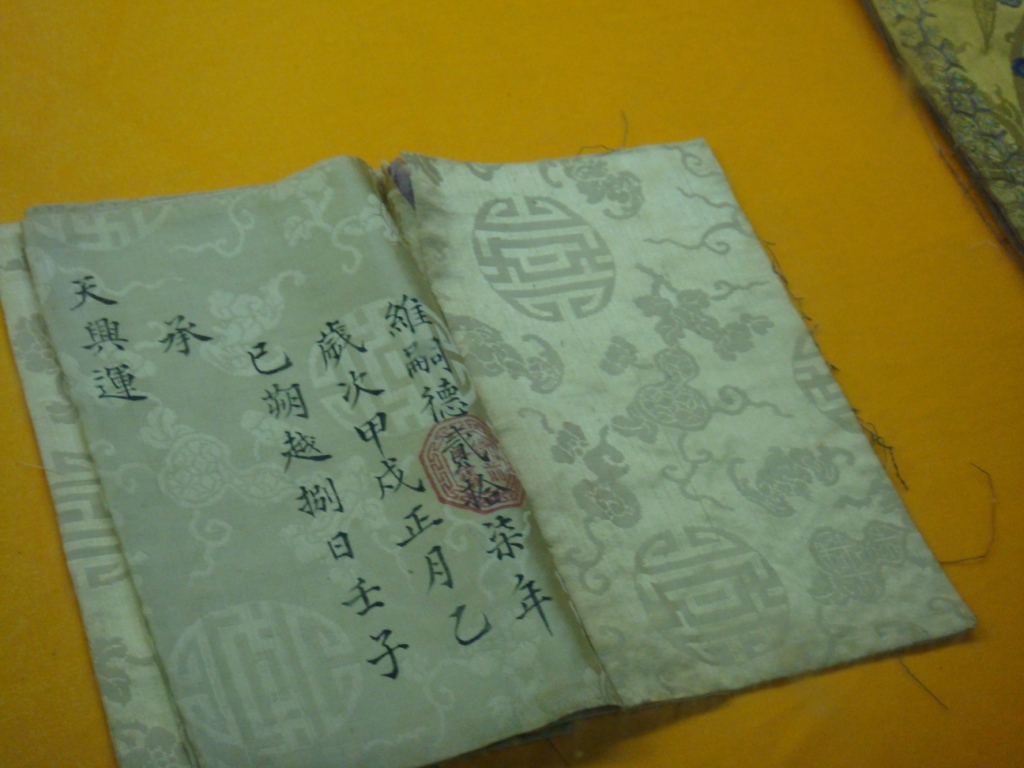 維嗣德貳拾柒年
歲次甲戌正月乙
巳朔越捌日壬子
承
天興運